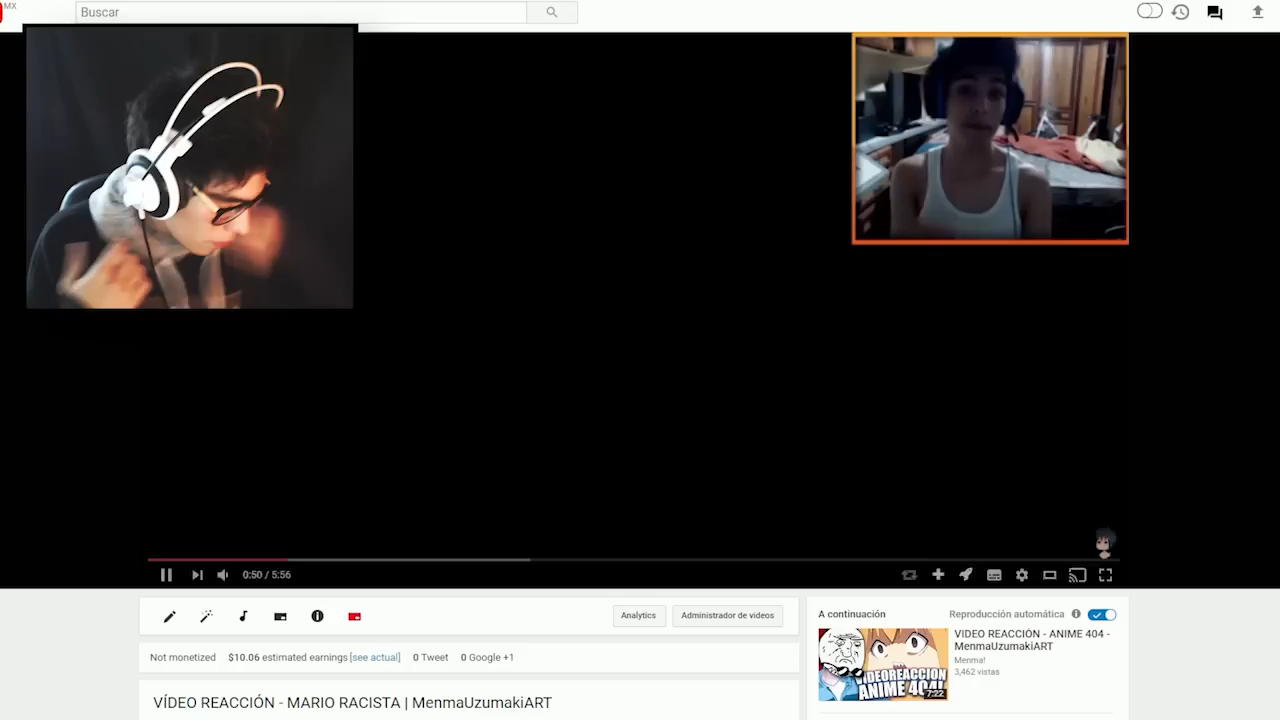 MX
Buscar
0:50 / 5:56
Analytics
Administrador de videos
Not monetized $10.06 estimated earnings [see actual] 0 Tweet 0 Google +1
VÍDEO REACCIÓN - MARIO RACISTA | MenmaUzumakiART
A continuación
Reproducción automática
VIDEOREACCION
ANIME 404!
7:22
VIDEO REACCIÓN - ANIME 404 -
MenmaUzumakiART
Menma!
3,462 vistas